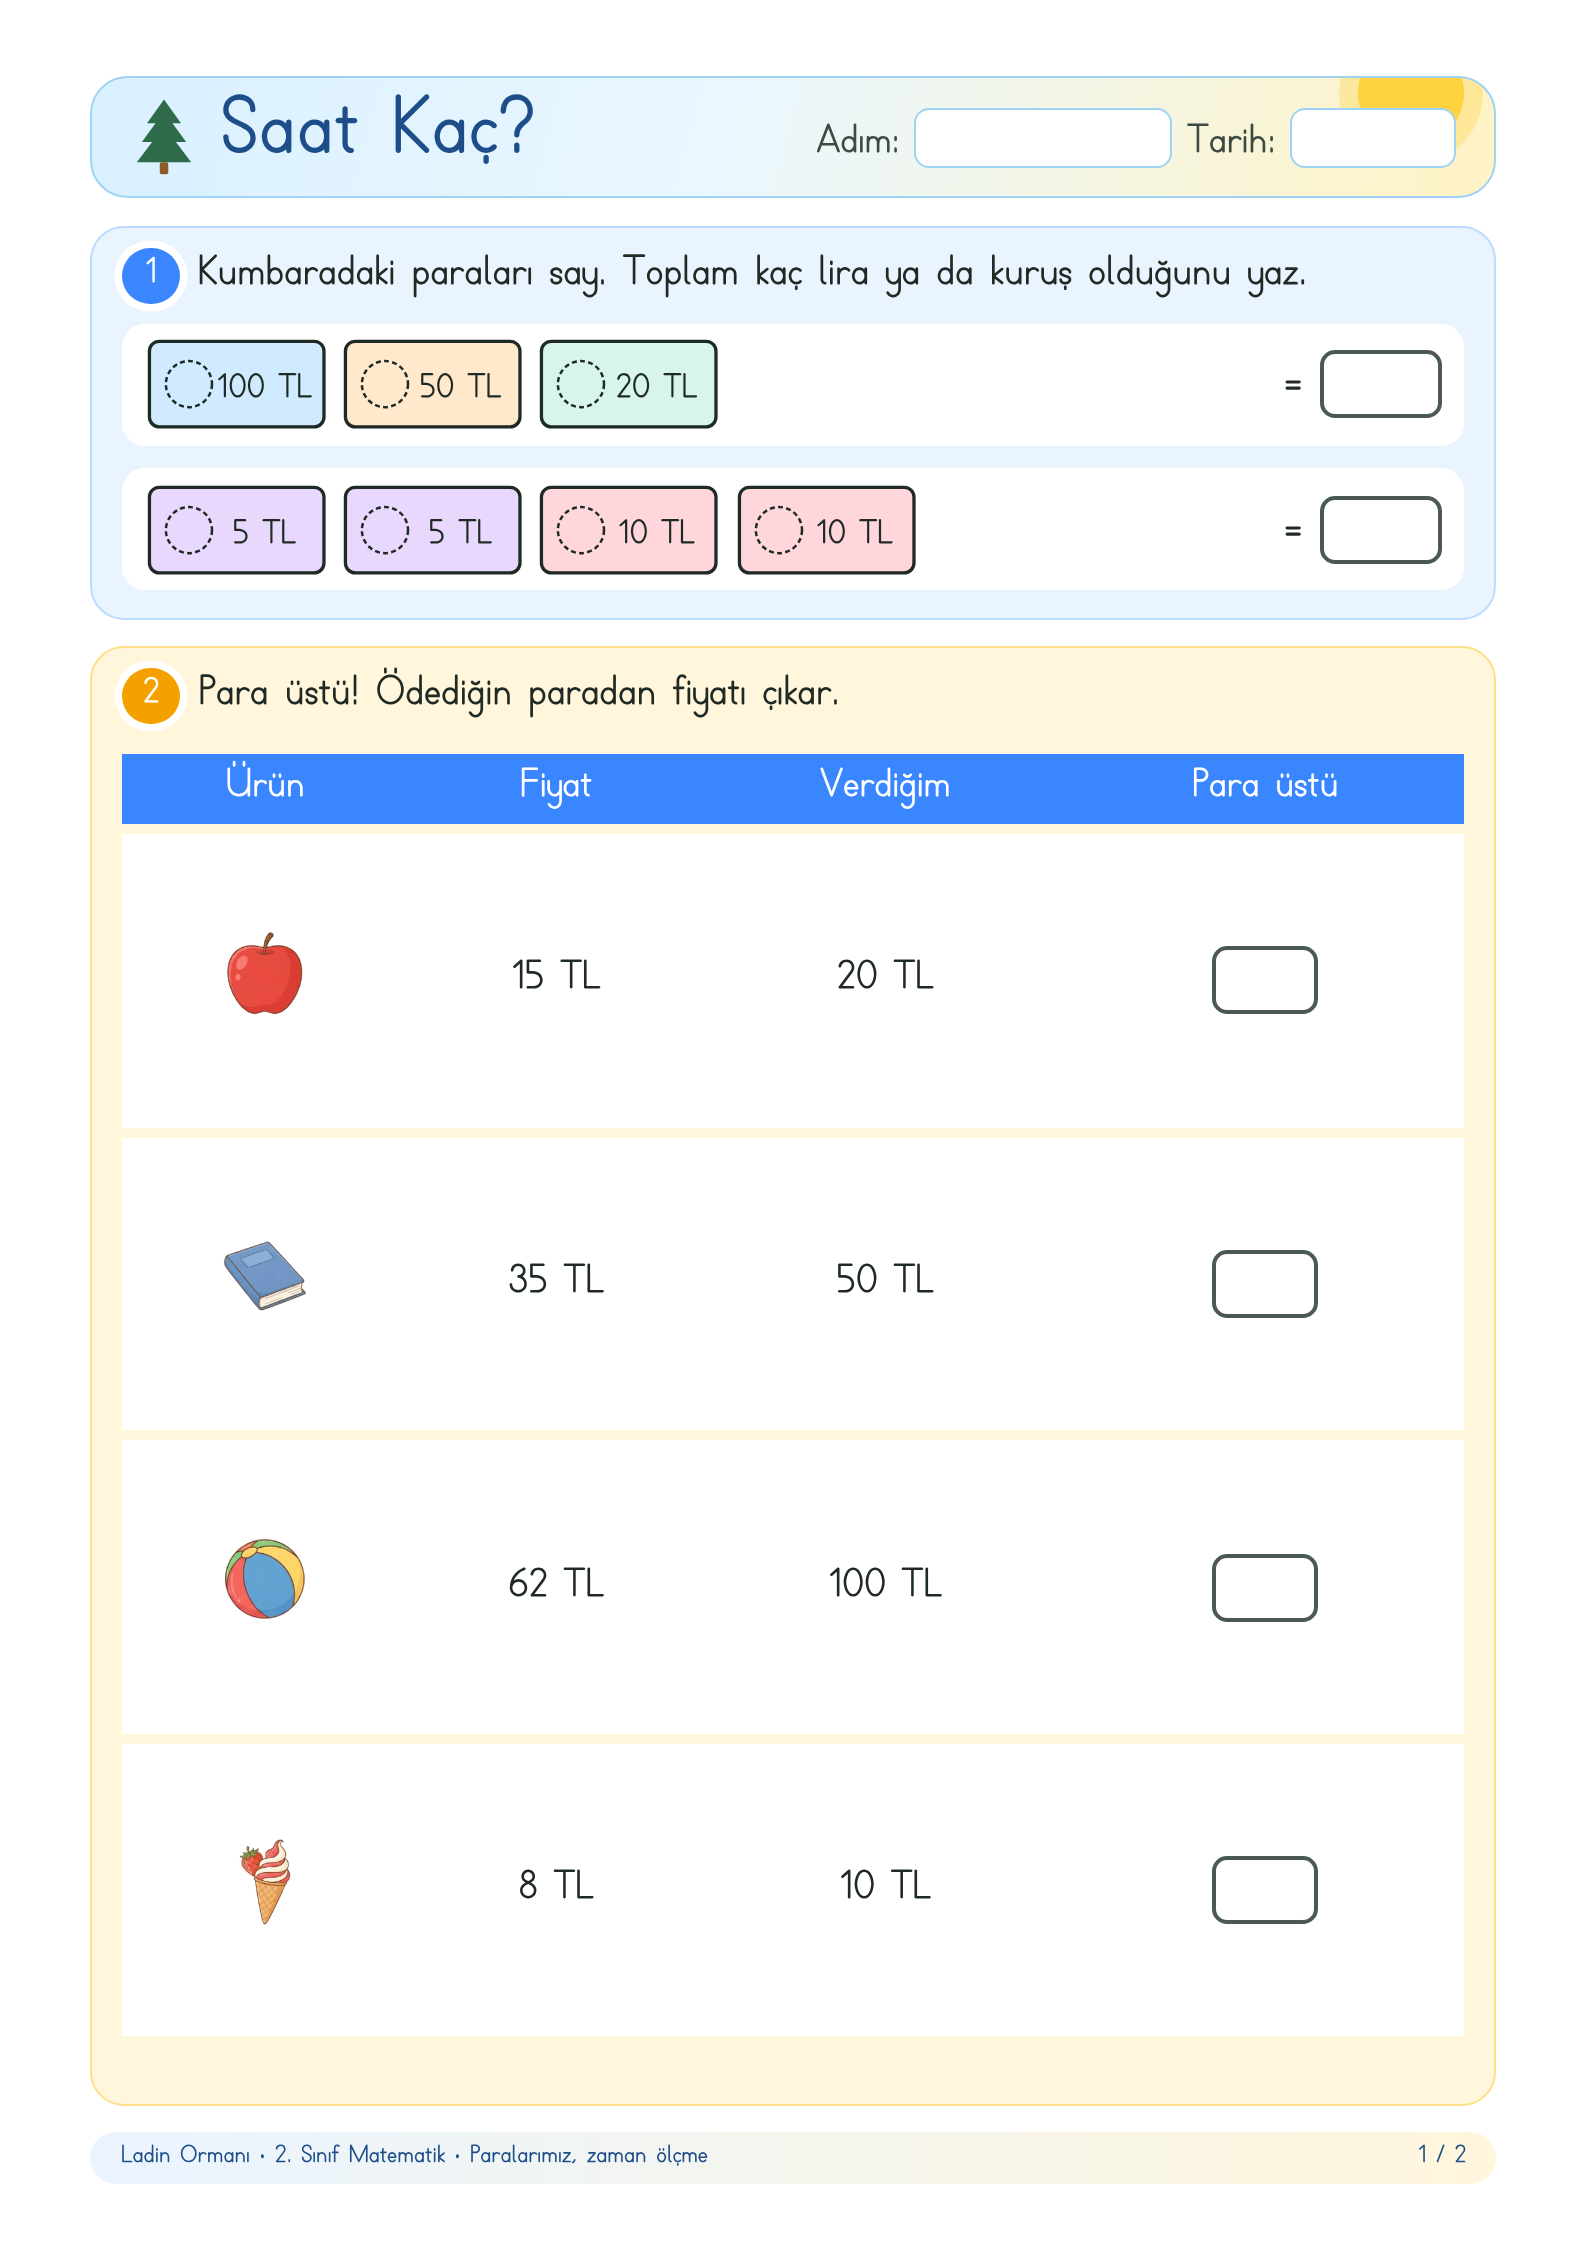 Saat Kaç?
Adım: Tarih:
1 Kumbaradaki paraları say. Toplam kaç lira ya da kuruş olduğunu yaz.
100 TL 50 TL 20 TL =
5 TL 5 TL 10 TL 10 TL =
2 Para üstü! Ödediğin paradan fiyatı çıkar.
Ürün Fiyat Verdiğim Para üstü
15 TL 20 TL
35 TL 50 TL
62 TL 100 TL
8 TL 10 TL
Ladin Ormanı • 2. Sınıf Matematik • Paralarımız, zaman ölçme 1 / 2